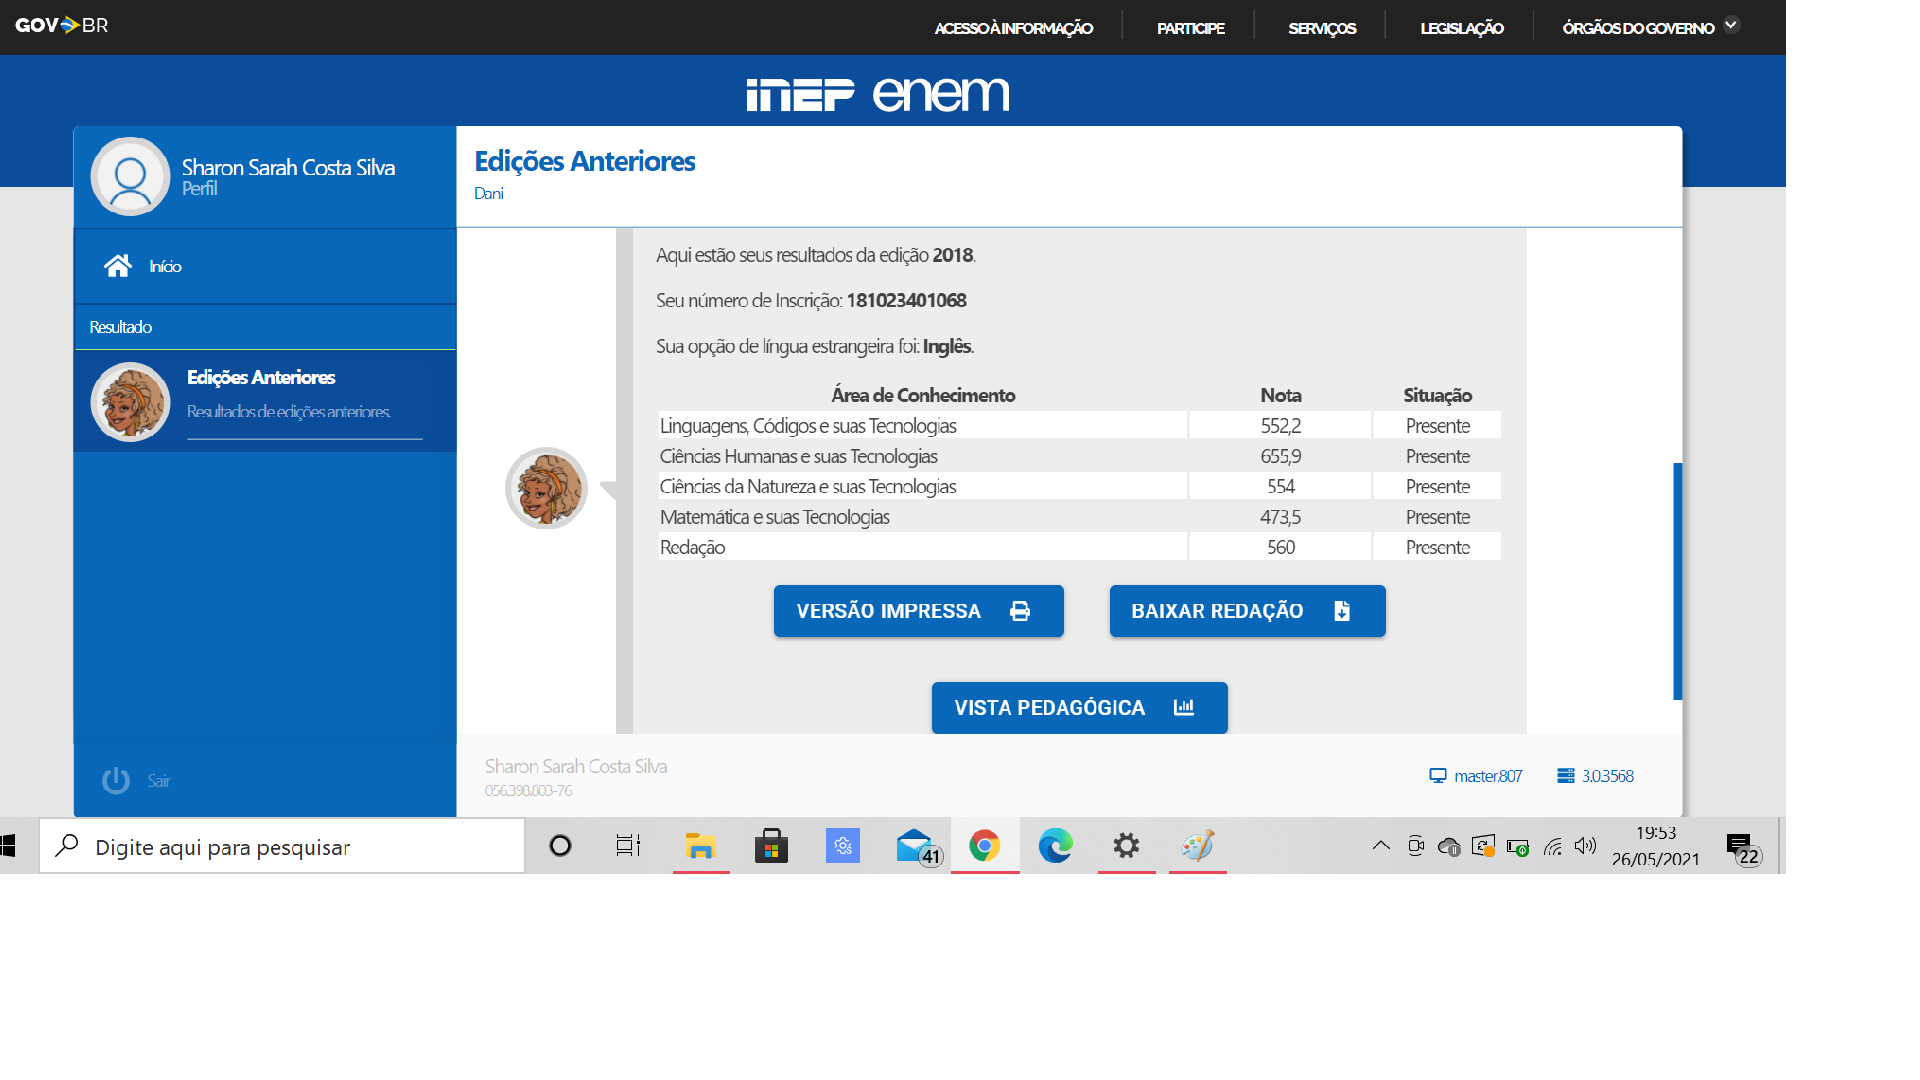 GOV BR
ACESSO À INFORMAÇÃO
PARTICIPE
SERVIÇOS
LEGISLAÇÃO
ÓRGÃOS DO GOVERNO
inep enem
Sharon Sarah Costa Silva
Perfil
Início
Resultado
Edições Anteriores
Resultados de edições anteriores.
Sair
Edições Anteriores
Dani
Aqui estão seus resultados da edição 2018.
Seu número de Inscrição: 181023401068
Sua opção de língua estrangeira foi: Inglês.
Área de Conhecimento Nota Situação
Linguagens, Códigos e suas Tecnologias 552,2 Presente
Ciências Humanas e suas Tecnologias 655,9 Presente
Ciências da Natureza e suas Tecnologias 554 Presente
Matemática e suas Tecnologias 473,5 Presente
Redação 560 Presente
VERSÃO IMPRESSA
BAIXAR REDAÇÃO
VISTA PEDAGÓGICA
Sharon Sarah Costa Silva
056.398.803-76
master.807
3.0.3568
Digite aqui para pesquisar
41
19:53
26/05/2021
22